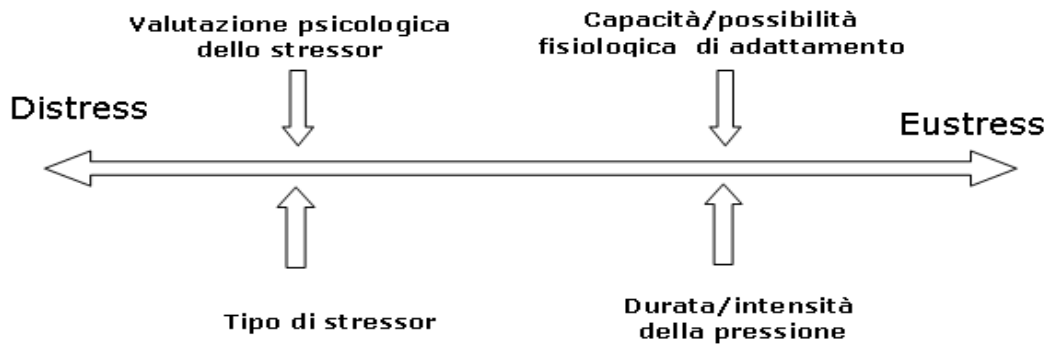 Valutazione psicologica
dello stressor
Capacità/possibilità
fisiologica di adattamento
Distress
Eustress
Tipo di stressor
Durata/intensità
della pressione